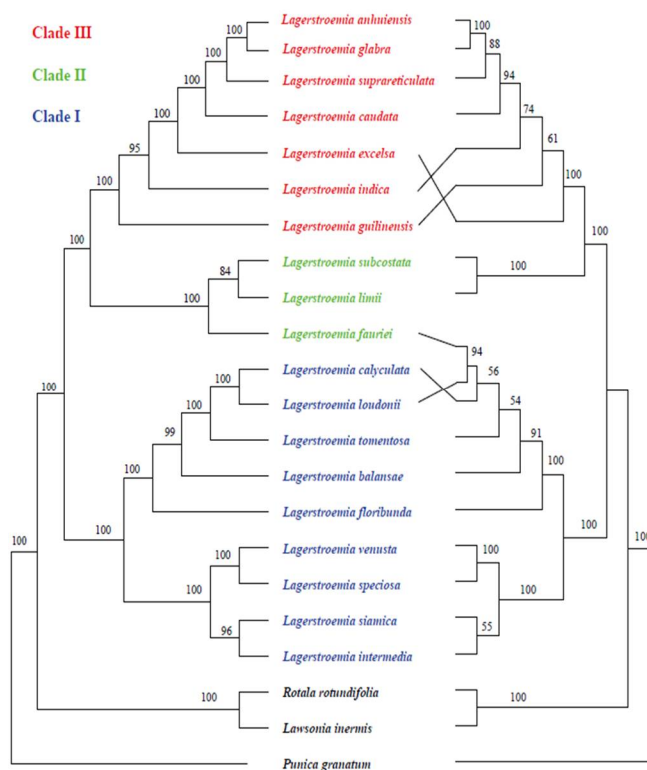 Clade III
Clade II
Clade I
Lagerstroemia anhuiensis
100
100
Lagerstroemia glabra
88
100
Lagerstroemia suprareticulata
94
100
Lagerstroemia caudata
74
100
Lagerstroemia excelsa
61
95
100
Lagerstroemia indica
100
Lagerstroemia guilinensis
100
84
Lagerstroemia subcostata
100
100
Lagerstroemia limii
Lagerstroemia fauriei
94
100
Lagerstroemia calyculata
56
100
100
Lagerstroemia loudonii
54
99
Lagerstroemia tomentosa
91
100
Lagerstroemia balansae
100
100
Lagerstroemia floribunda
100
100
100
Lagerstroemia venusta
100
100
100
Lagerstroemia speciosa
100
96
Lagerstroemia siamica
55
Lagerstroemia intermedia
100
Rotala rotundifolia
100
Lawsonia inermis
Punica granatum